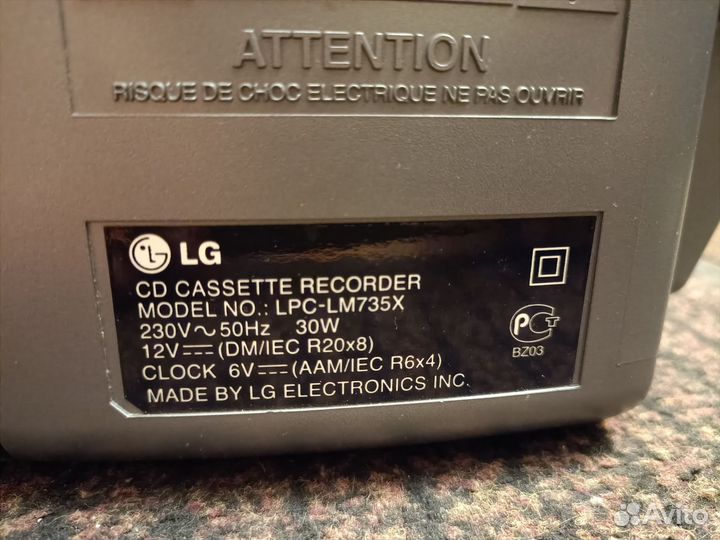 ATTENTION
RISQUE DE CHOC ELECTRIQUE NE PAS OUVRIR
LG
CD CASSETTE RECORDER
MODEL NO.: LPC-LM735X
230V～50Hz 30W
12V⎓(DM/IEC R20x8)
CLOCK 6V⎓(AAM/IEC R6x4)
MADE BY LG ELECTRONICS INC.
РСТ
BZ03
Avito